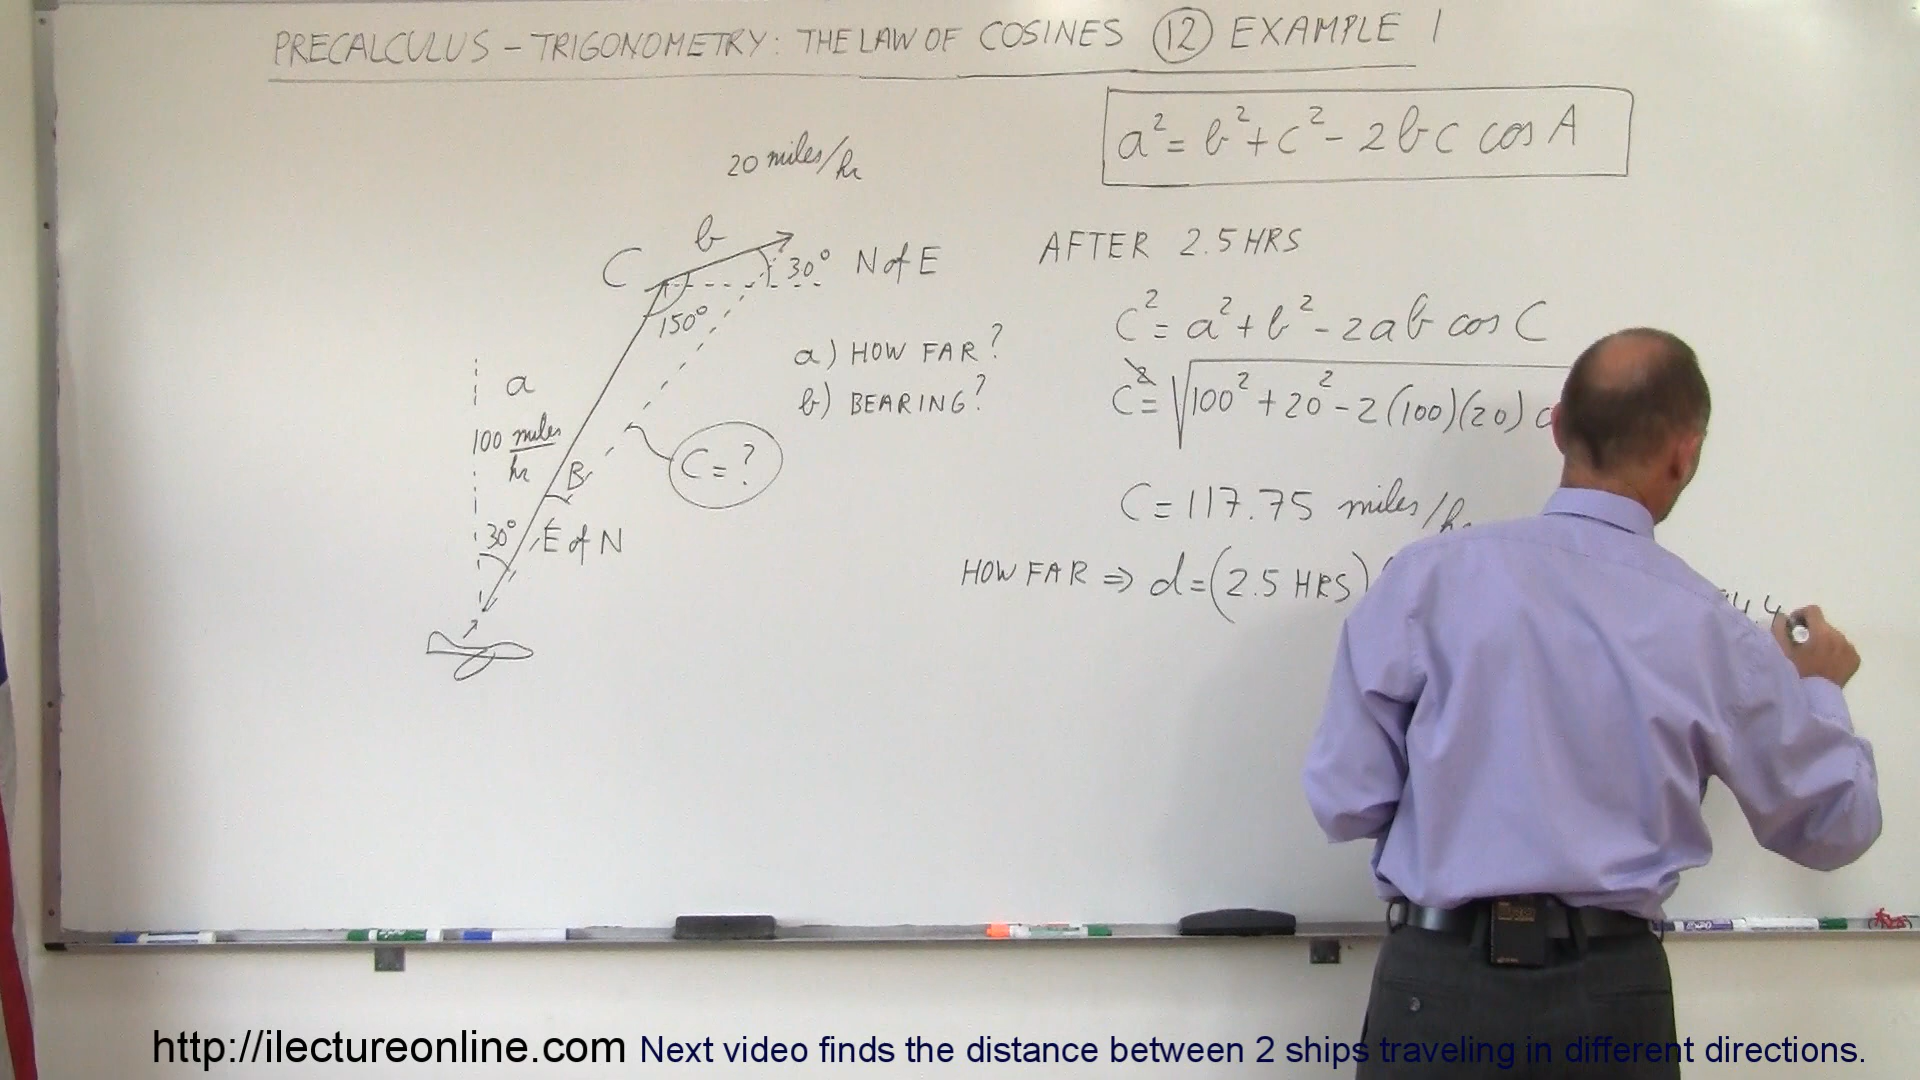 PRECALCULUS - TRIGONOMETRY: THE LAW OF COSINES ⑫ EXAMPLE 1
a² = b² + c² - 2bc cos A
20 miles/hr
b
C
30° N of E
150°
a) HOW FAR?
b) BEARING?
a
100 miles/hr
B
C = ?
30° E of N
AFTER 2.5 HRS
C² = a² + b² - 2ab cos C
C = √100² + 20² - 2(100)(20)
C = 117.75 miles/hr
HOW FAR ⇒ d = (2.5 HRS)
http://ilectureonline.com Next video finds the distance between 2 ships traveling in different directions.